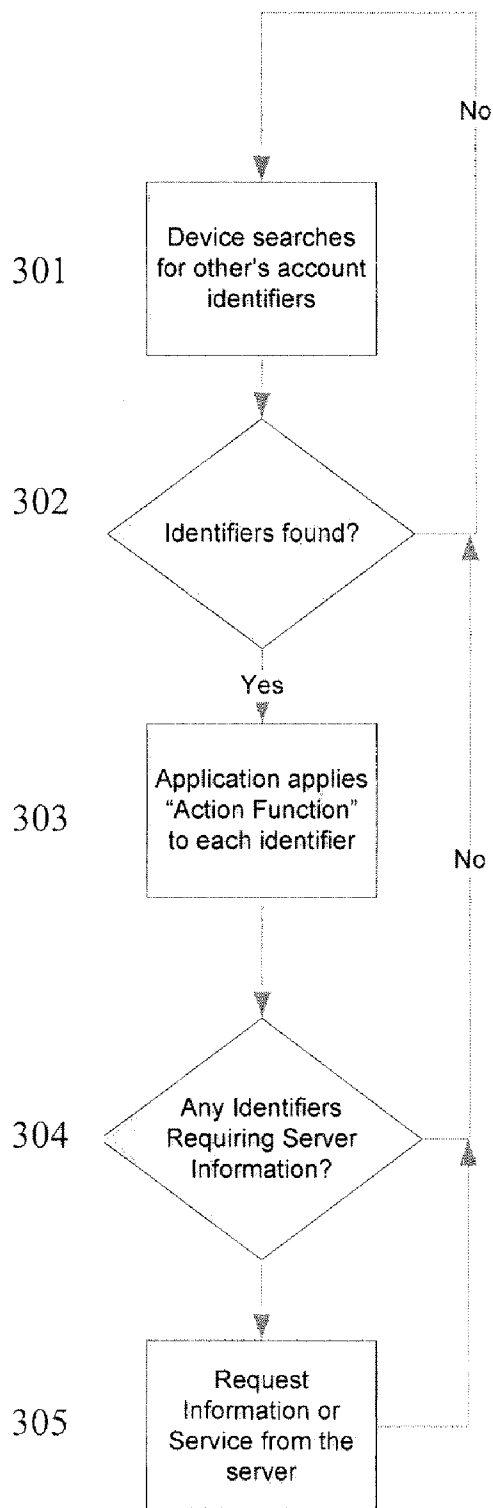 No
301
Device searches
for other's account
identifiers
302
Identifiers found?
Yes
303
Application applies
“Action Function”
to each identifier
No
304
Any Identifiers
Requiring Server
Information?
305
Request
Information or
Service from the
server